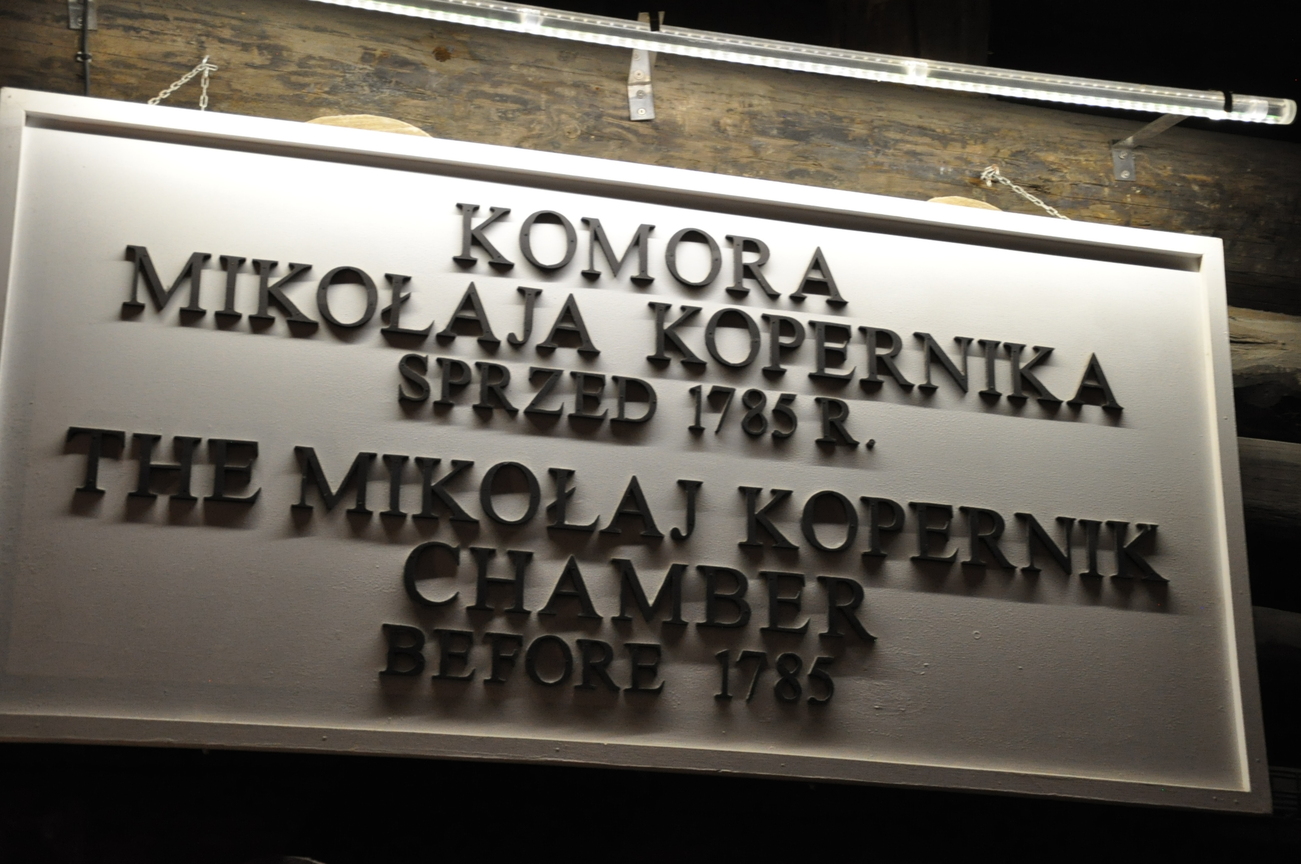 KOMORA
MIKOŁAJA KOPERNIKA
SPRZED 1785 R.
THE MIKOŁAJ KOPERNIK
CHAMBER
BEFORE 1785